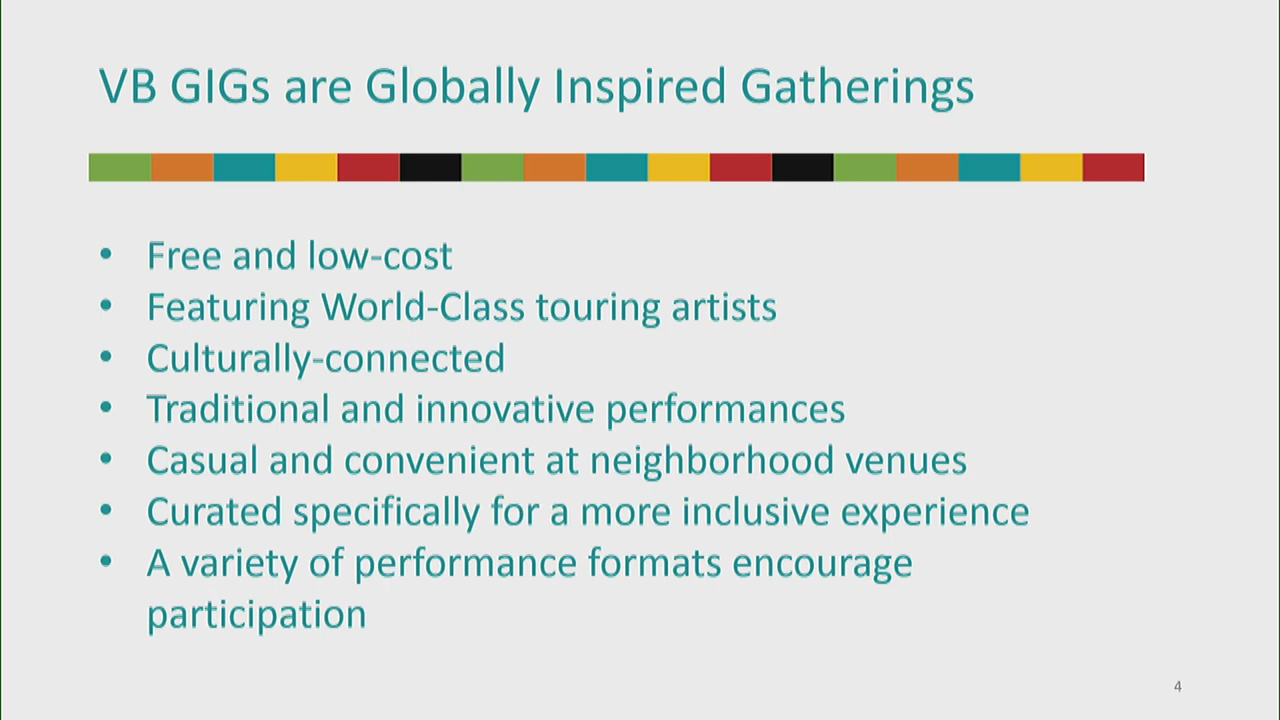 VB GIGs are Globally Inspired Gatherings
• Free and low-cost
• Featuring World-Class touring artists
• Culturally-connected
• Traditional and innovative performances
• Casual and convenient at neighborhood venues
• Curated specifically for a more inclusive experience
• A variety of performance formats encourage
participation
4